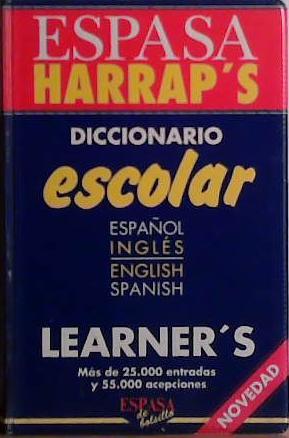 ESPASA
HARRAP´S
DICCIONARIO
escolar
ESPAÑOL
INGLÉS
ENGLISH
SPANISH
LEARNER´S
Más de 25.000 entradas
y 55.000 acepciones
ESPASA
de bolsillo
NOVEDAD